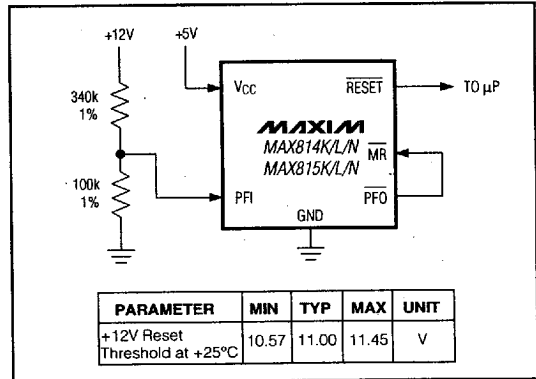 +12V
+5V
340k
1%
100k
1%
VCC
RESET
TO µP
MAXIM
MAX814K/L/N
MAX815K/L/N
MR
PFI
PFO
GND
PARAMETER MIN TYP MAX UNIT
+12V Reset
Threshold at +25°C 10.57 11.00 11.45 V